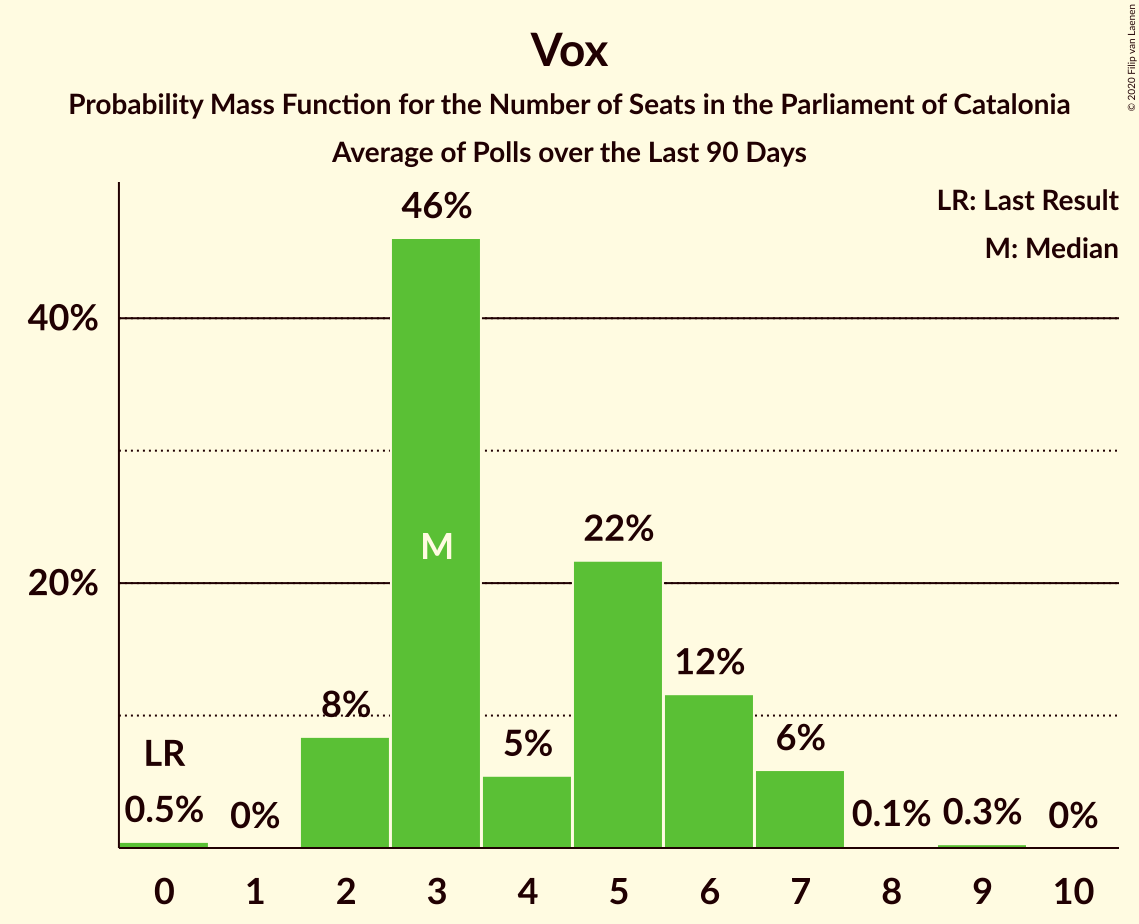 Vox
Probability Mass Function for the Number of Seats in the Parliament of Catalonia
Average of Polls over the Last 90 Days
© 2020 Filip van Laenen
LR: Last Result
M: Median
46%
40%
M
22%
20%
12%
8%
6%
5%
LR
0.5%
0%
0.1%
0.3%
0%
0 1 2 3 4 5 6 7 8 9 10